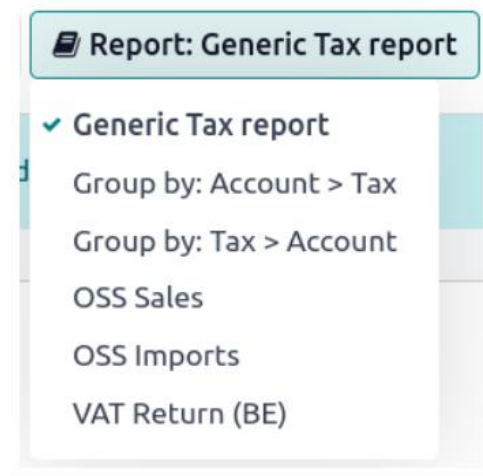 Report: Generic Tax report
Generic Tax report
Group by: Account > Tax
Group by: Tax > Account
OSS Sales
OSS Imports
VAT Return (BE)